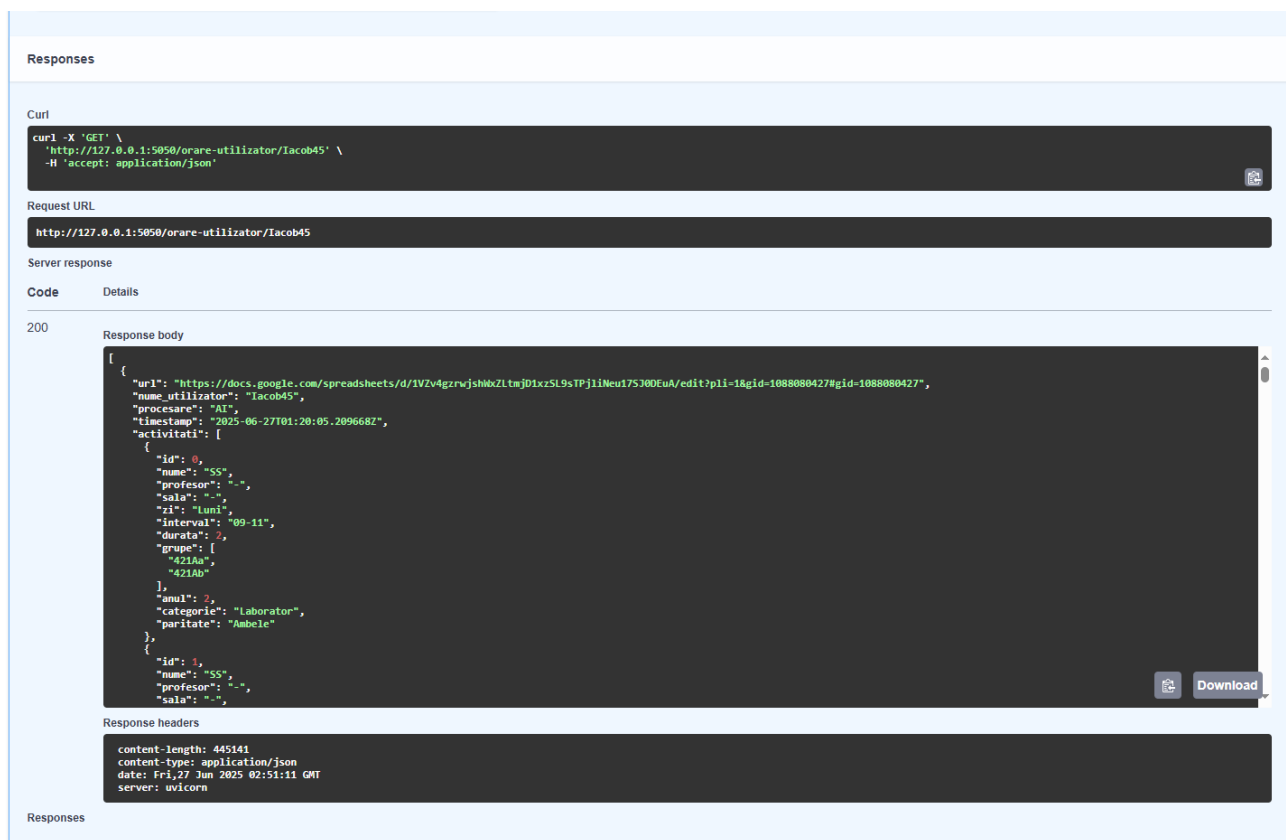 Responses
Curl
curl -X 'GET' \
'http://127.0.0.1:5050/orare-utilizator/Iacob45' \
-H 'accept: application/json'
Request URL
http://127.0.0.1:5050/orare-utilizator/Iacob45
Server response
Code Details
200
Response body
[
{
"url": "https://docs.google.com/spreadsheets/d/1VZv4gzrwjshWxZLtmjD1xzSL9sTPjliNeu17SJ0DEuA/edit?pli=1&gid=1088080427#gid=1088080427",
"nume_utilizator": "Iacob45",
"procesare": "AI",
"timestamp": "2025-06-27T01:20:05.209668Z",
"activitati": [
{
"id": 0,
"nume": "SS",
"profesor": "-",
"sala": "-",
"zi": "Luni",
"interval": "09-11",
"durata": 2,
"grupe": [
"421Aa",
"421Ab"
],
"anul": 2,
"categorie": "Laborator",
"paritate": "Ambele"
},
{
"id": 1,
"nume": "SS",
"profesor": "-",
"sala": "-",
Download
Response headers
content-length: 445141
content-type: application/json
date: Fri,27 Jun 2025 02:51:11 GMT
server: uvicorn
Responses